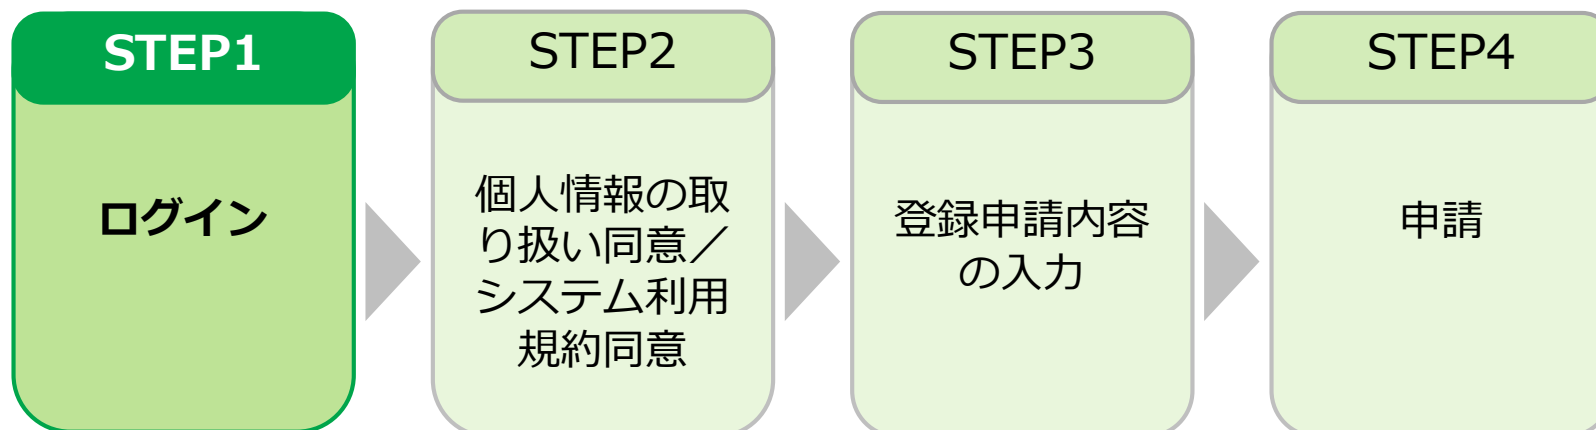 STEP1
ログイン
STEP2
個人情報の取
り扱い同意／
システム利用
規約同意
STEP3
登録申請内容
の入力
STEP4
申請